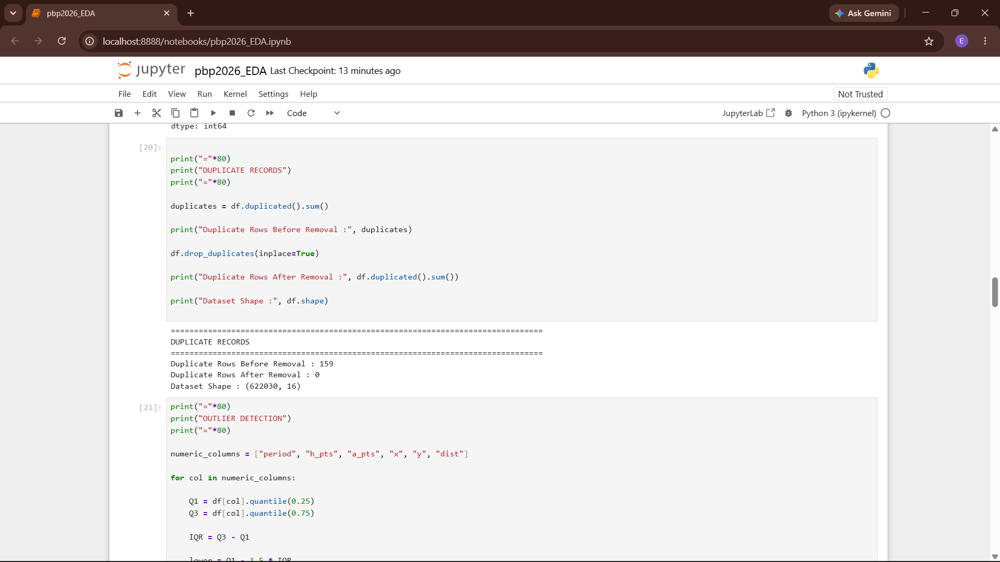 pbp2026_EDA
Ask Gemini
localhost:8888/notebooks/pbp2026_EDA.ipynb
E
jupyter pbp2026_EDA Last Checkpoint: 13 minutes ago
File Edit View Run Kernel Settings Help
Not Trusted
Code
JupyterLab
Python 3 (ipykernel)
dtype: int64
[20]:
print("="*80)
print("DUPLICATE RECORDS")
print("="*80)
duplicates = df.duplicated().sum()
print("Duplicate Rows Before Removal :", duplicates)
df.drop_duplicates(inplace=True)
print("Duplicate Rows After Removal :", df.duplicated().sum())
print("Dataset Shape :", df.shape)
================================================================================
DUPLICATE RECORDS
================================================================================
Duplicate Rows Before Removal : 159
Duplicate Rows After Removal : 0
Dataset Shape : (622030, 16)
[21]:
print("="*80)
print("OUTLIER DETECTION")
print("="*80)
numeric_columns = ["period", "h_pts", "a_pts", "x", "y", "dist"]
for col in numeric_columns:
    Q1 = df[col].quantile(0.25)
    Q3 = df[col].quantile(0.75)
    IQR = Q3 - Q1
    lower = Q1 - 1.5 * IQR